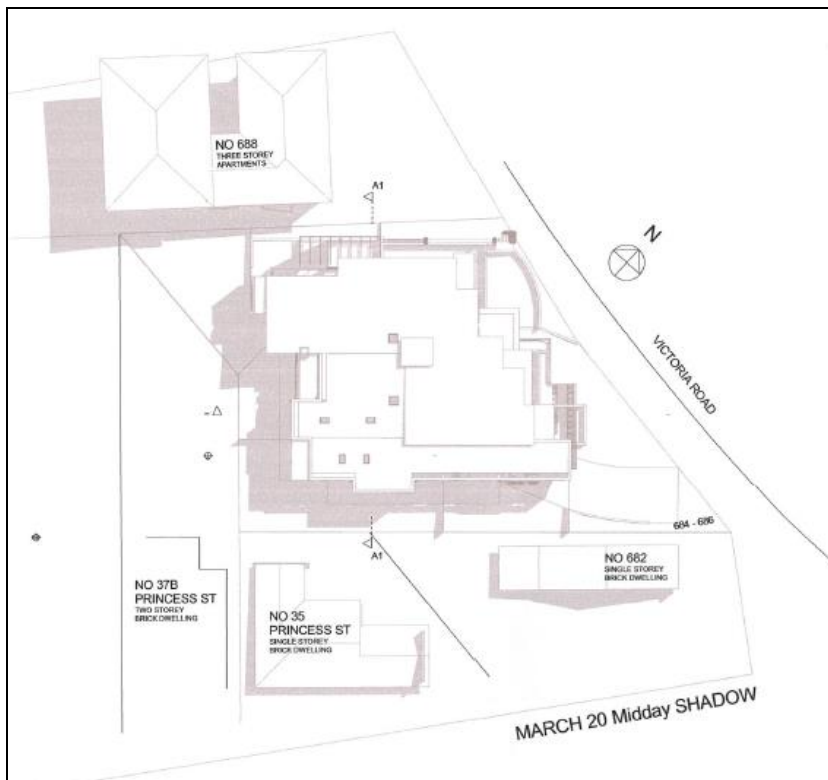 NO 688
THREE STOREY
APARTMENTS
A1
N
VICTORIA ROAD
684 - 686
A1
NO 682
SINGLE STOREY
BRICK DWELLING
NO 37B
PRINCESS ST
TWO STOREY
BRICK DWELLING
NO 35
PRINCESS ST
SINGLE STOREY
BRICK DWELLING
MARCH 20 Midday SHADOW